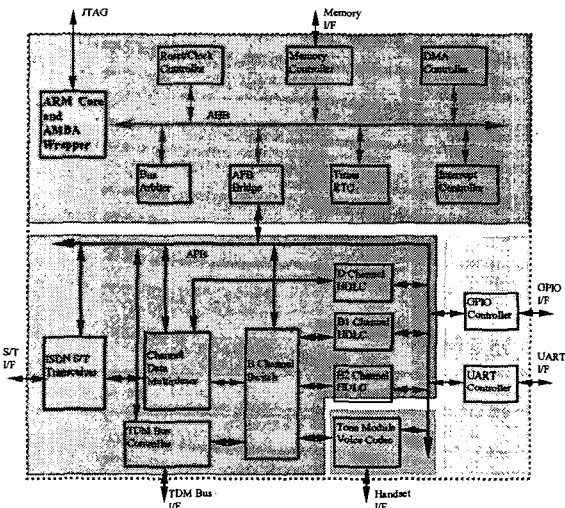 JTAG
Memory
I/F
Reset/Clock
Controller
Memory
Controller
DMA
Controller
ARM Core
and
AMBA
Wrapper
AHB
Bus
Arbiter
APB
Bridge
Timer
RTC
Interrupt
Controller
APB
D Channel
HDLC
GPIO
Controller
GPIO
I/F
B1 Channel
HDLC
S/T
I/F
ISDN S/T
Transceiver
Channel
Data
Multiplexer
B Channel
Switch
B2 Channel
HDLC
UART
Controller
UART
I/F
TDM Bus
Controller
Tone Module
Voice Codec
TDM Bus
I/F
Handset
I/F